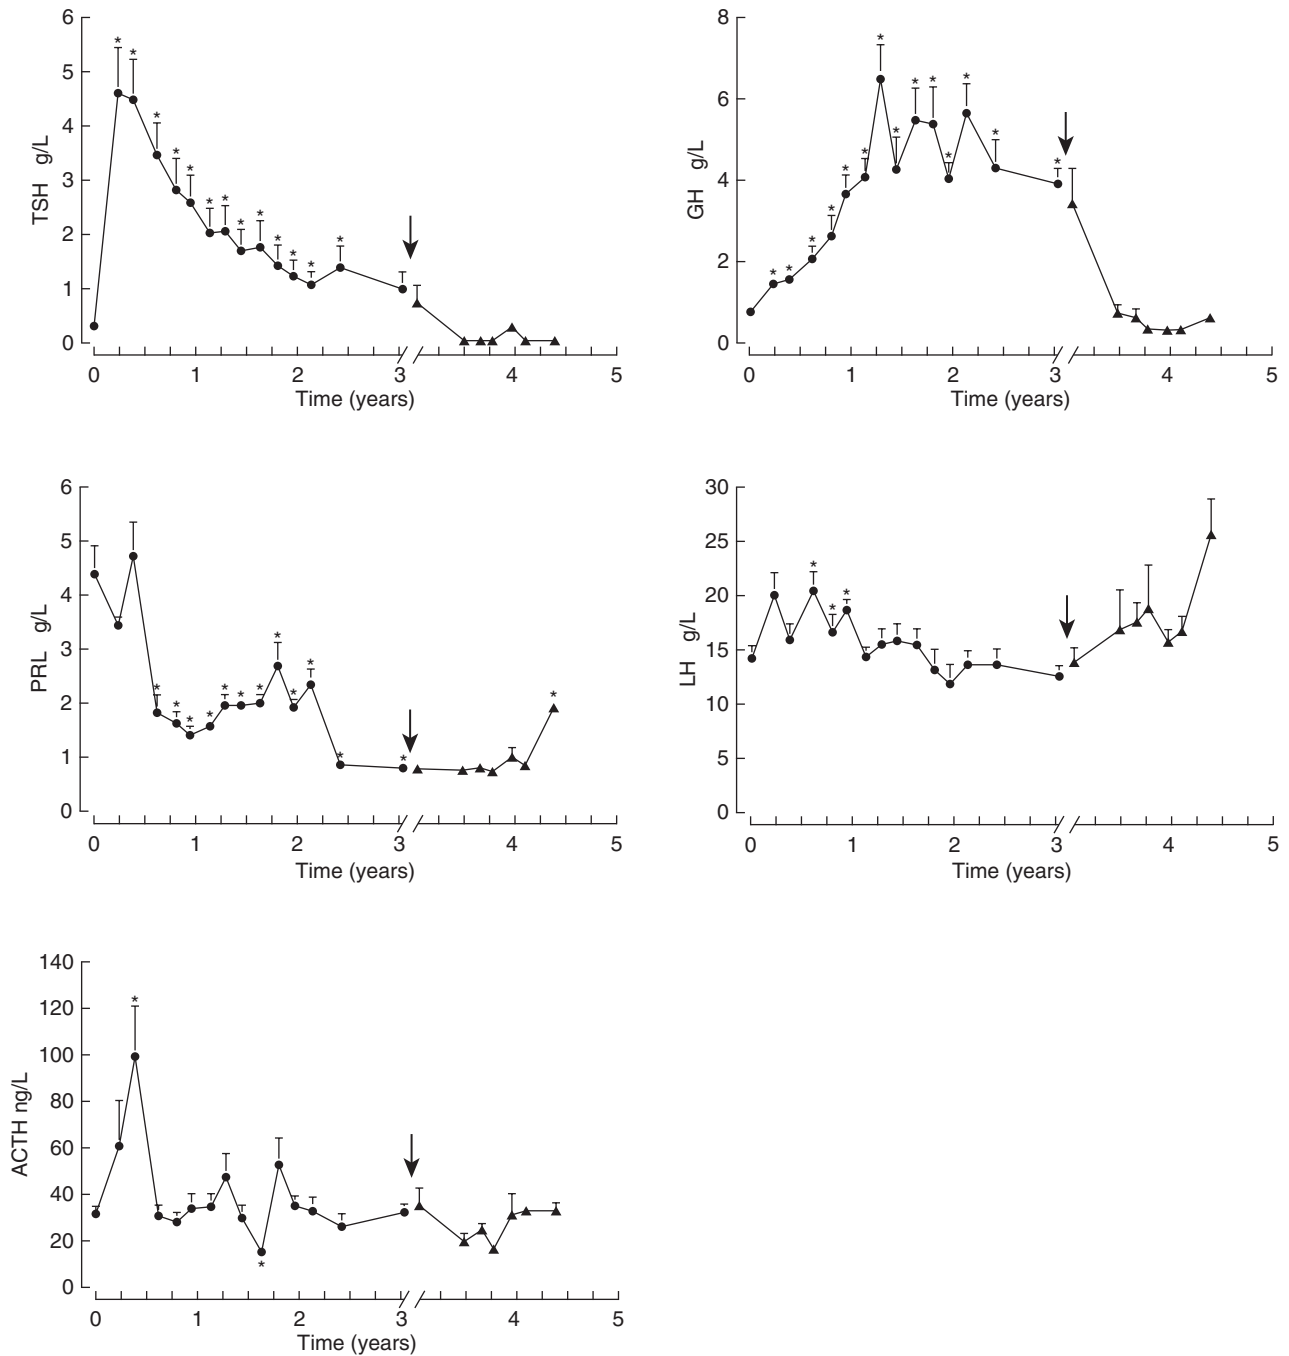 6
5
4
3
2
1
0
TSH g/L
* * * * * * * * * * * * * *
0 1 2 3 4 5
Time (years)
8
6
4
2
0
GH g/L
* * * * * * * * * * * * * *
0 1 2 3 4 5
Time (years)
6
5
4
3
2
1
0
PRL g/L
* * * * * * * * * * * * *
0 1 2 3 4 5
Time (years)
30
25
20
15
10
5
0
LH g/L
* * *
0 1 2 3 4 5
Time (years)
140
120
100
80
60
40
20
0
ACTH ng/L
* *
0 1 2 3 4 5
Time (years)